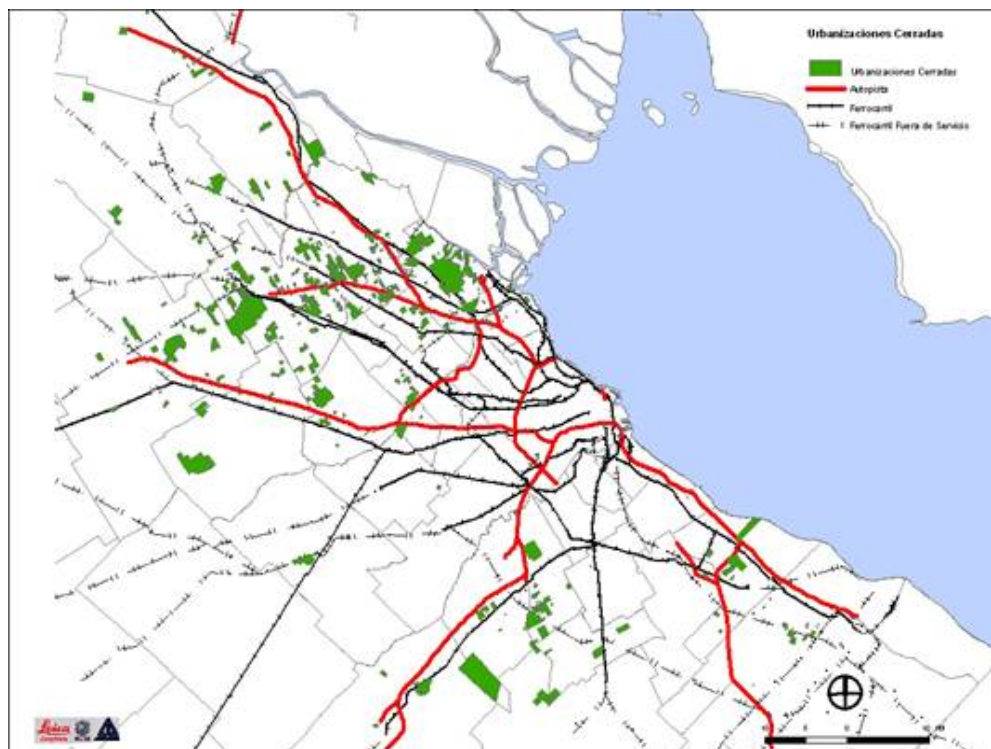 Urbanizaciones Cerradas
Urbanizaciones Cerradas
Autopista
Ferrocarril
Ferrocarril Fuera de Servicio
Leica